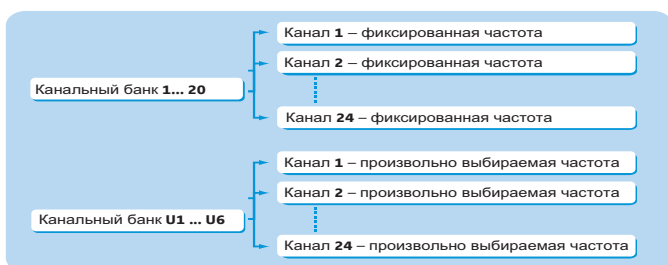 Канал 1 – фиксированная частота
Канал 2 – фиксированная частота
Канальный банк 1... 20
Канал 24 – фиксированная частота
Канал 1 – произвольно выбираемая частота
Канал 2 – произвольно выбираемая частота
Канальный банк U1 ... U6
Канал 24 – произвольно выбираемая частота